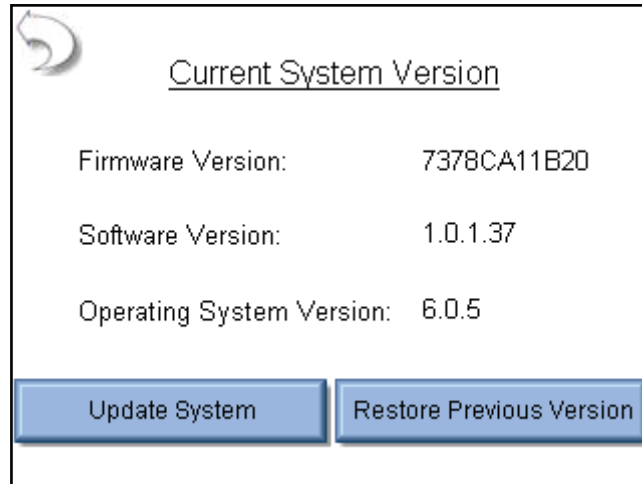 Current System Version
Firmware Version: 7378CA11B20
Software Version: 1.0.1.37
Operating System Version: 6.0.5
Update System Restore Previous Version